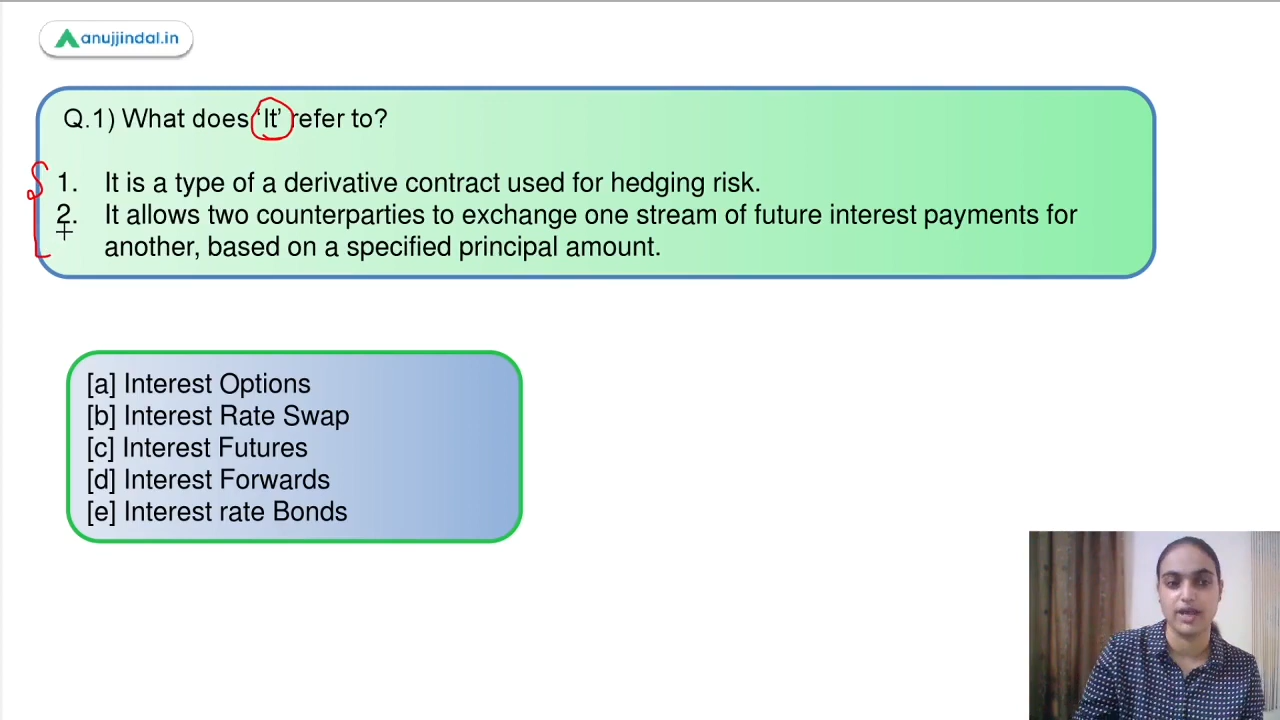 anujjindal.in
Q.1) What does ‘It’ refer to?
1. It is a type of a derivative contract used for hedging risk.
2. It allows two counterparties to exchange one stream of future interest payments for
another, based on a specified principal amount.
[a] Interest Options
[b] Interest Rate Swap
[c] Interest Futures
[d] Interest Forwards
[e] Interest rate Bonds